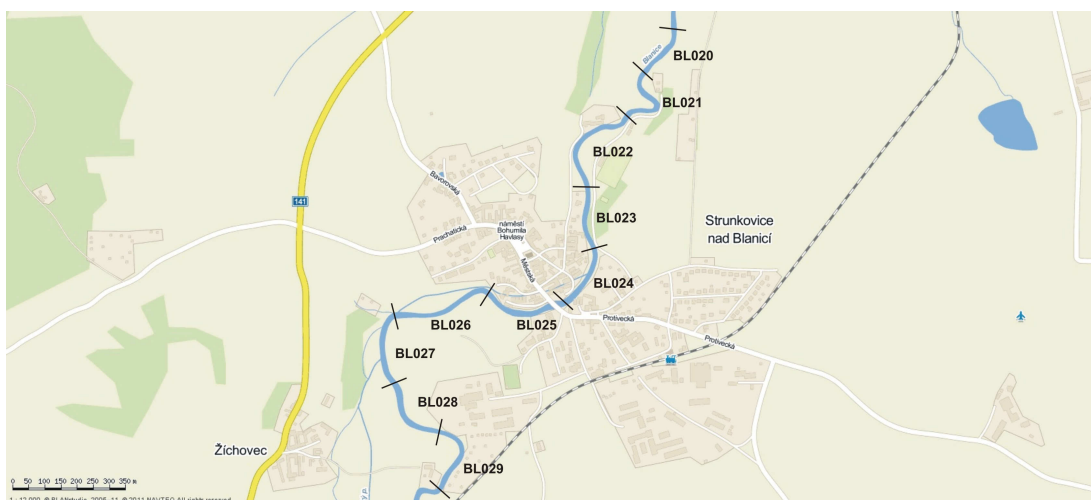 Blanice
BL020
BL021
BL022
BL023
BL024
BL025
BL026
BL027
BL028
BL029
Bavorovská
141
Prachatická
náměstí
Bohumila
Havlasy
Městská
Strunkovice
nad Blanicí
Protivecká
Protivecká
Žíchovec
0 50 100 150 200 250 300 350 m